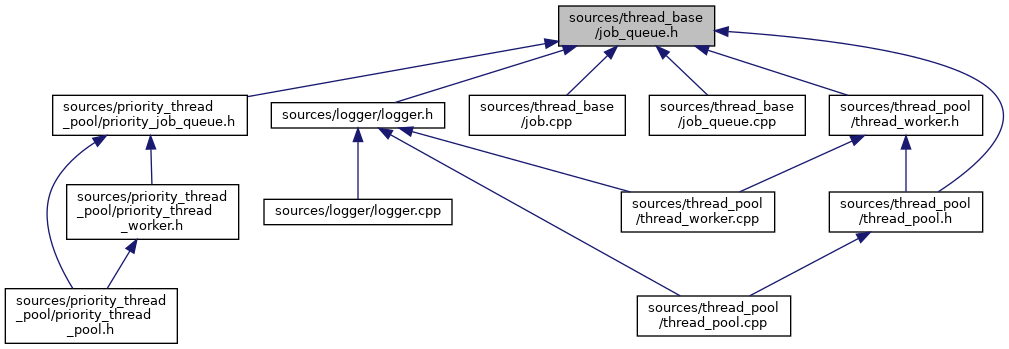 sources/thread_base
/job_queue.h
sources/priority_thread
_pool/priority_job_queue.h
sources/logger/logger.h
sources/thread_base
/job.cpp
sources/thread_base
/job_queue.cpp
sources/thread_pool
/thread_worker.h
sources/priority_thread
_pool/priority_thread
_worker.h
sources/logger/logger.cpp
sources/thread_pool
/thread_worker.cpp
sources/thread_pool
/thread_pool.h
sources/priority_thread
_pool/priority_thread
_pool.h
sources/thread_pool
/thread_pool.cpp